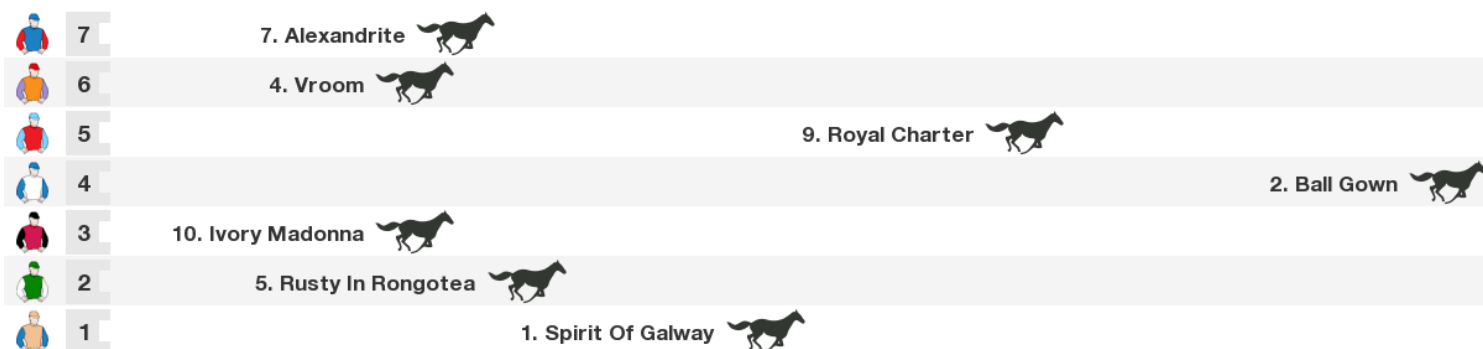 7 7. Alexandrite
6 4. Vroom
5 9. Royal Charter
4 2. Ball Gown
3 10. Ivory Madonna
2 5. Rusty In Rongotea
1 1. Spirit Of Galway